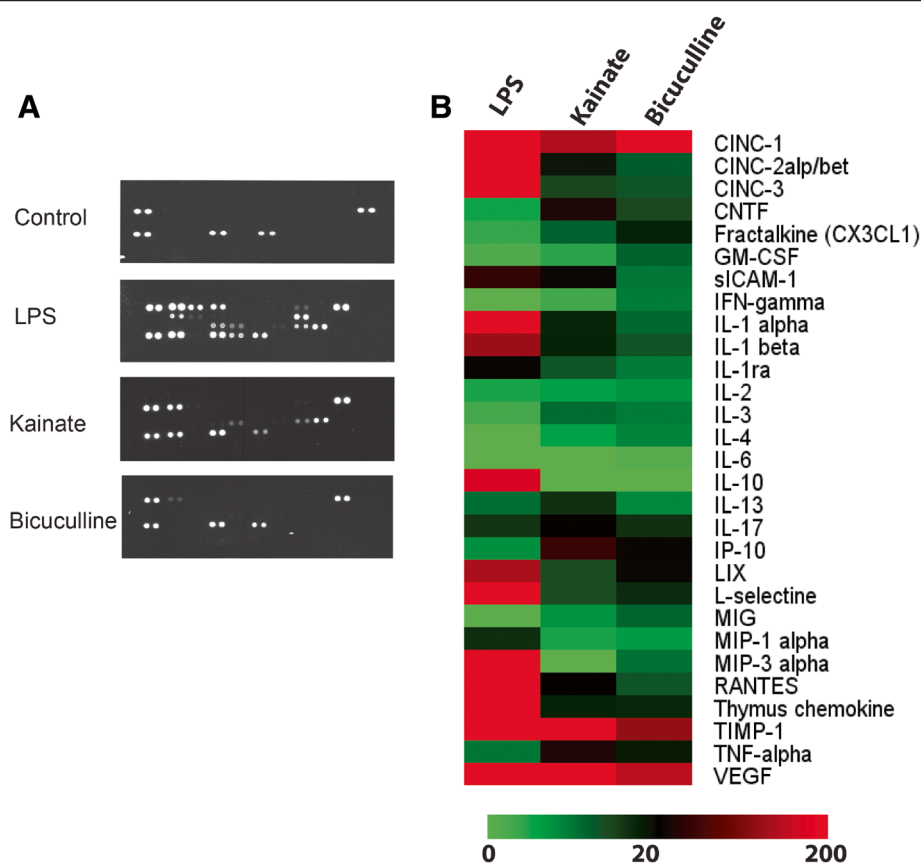 A
Control
LPS
Kainate
Bicuculline
B
LPS
Kainate
Bicuculline
CINC-1
CINC-2alp/bet
CINC-3
CNTF
Fractalkine (CX3CL1)
GM-CSF
sICAM-1
IFN-gamma
IL-1 alpha
IL-1 beta
IL-1ra
IL-2
IL-3
IL-4
IL-6
IL-10
IL-13
IL-17
IP-10
LIX
L-selectine
MIG
MIP-1 alpha
MIP-3 alpha
RANTES
Thymus chemokine
TIMP-1
TNF-alpha
VEGF
0 20 200